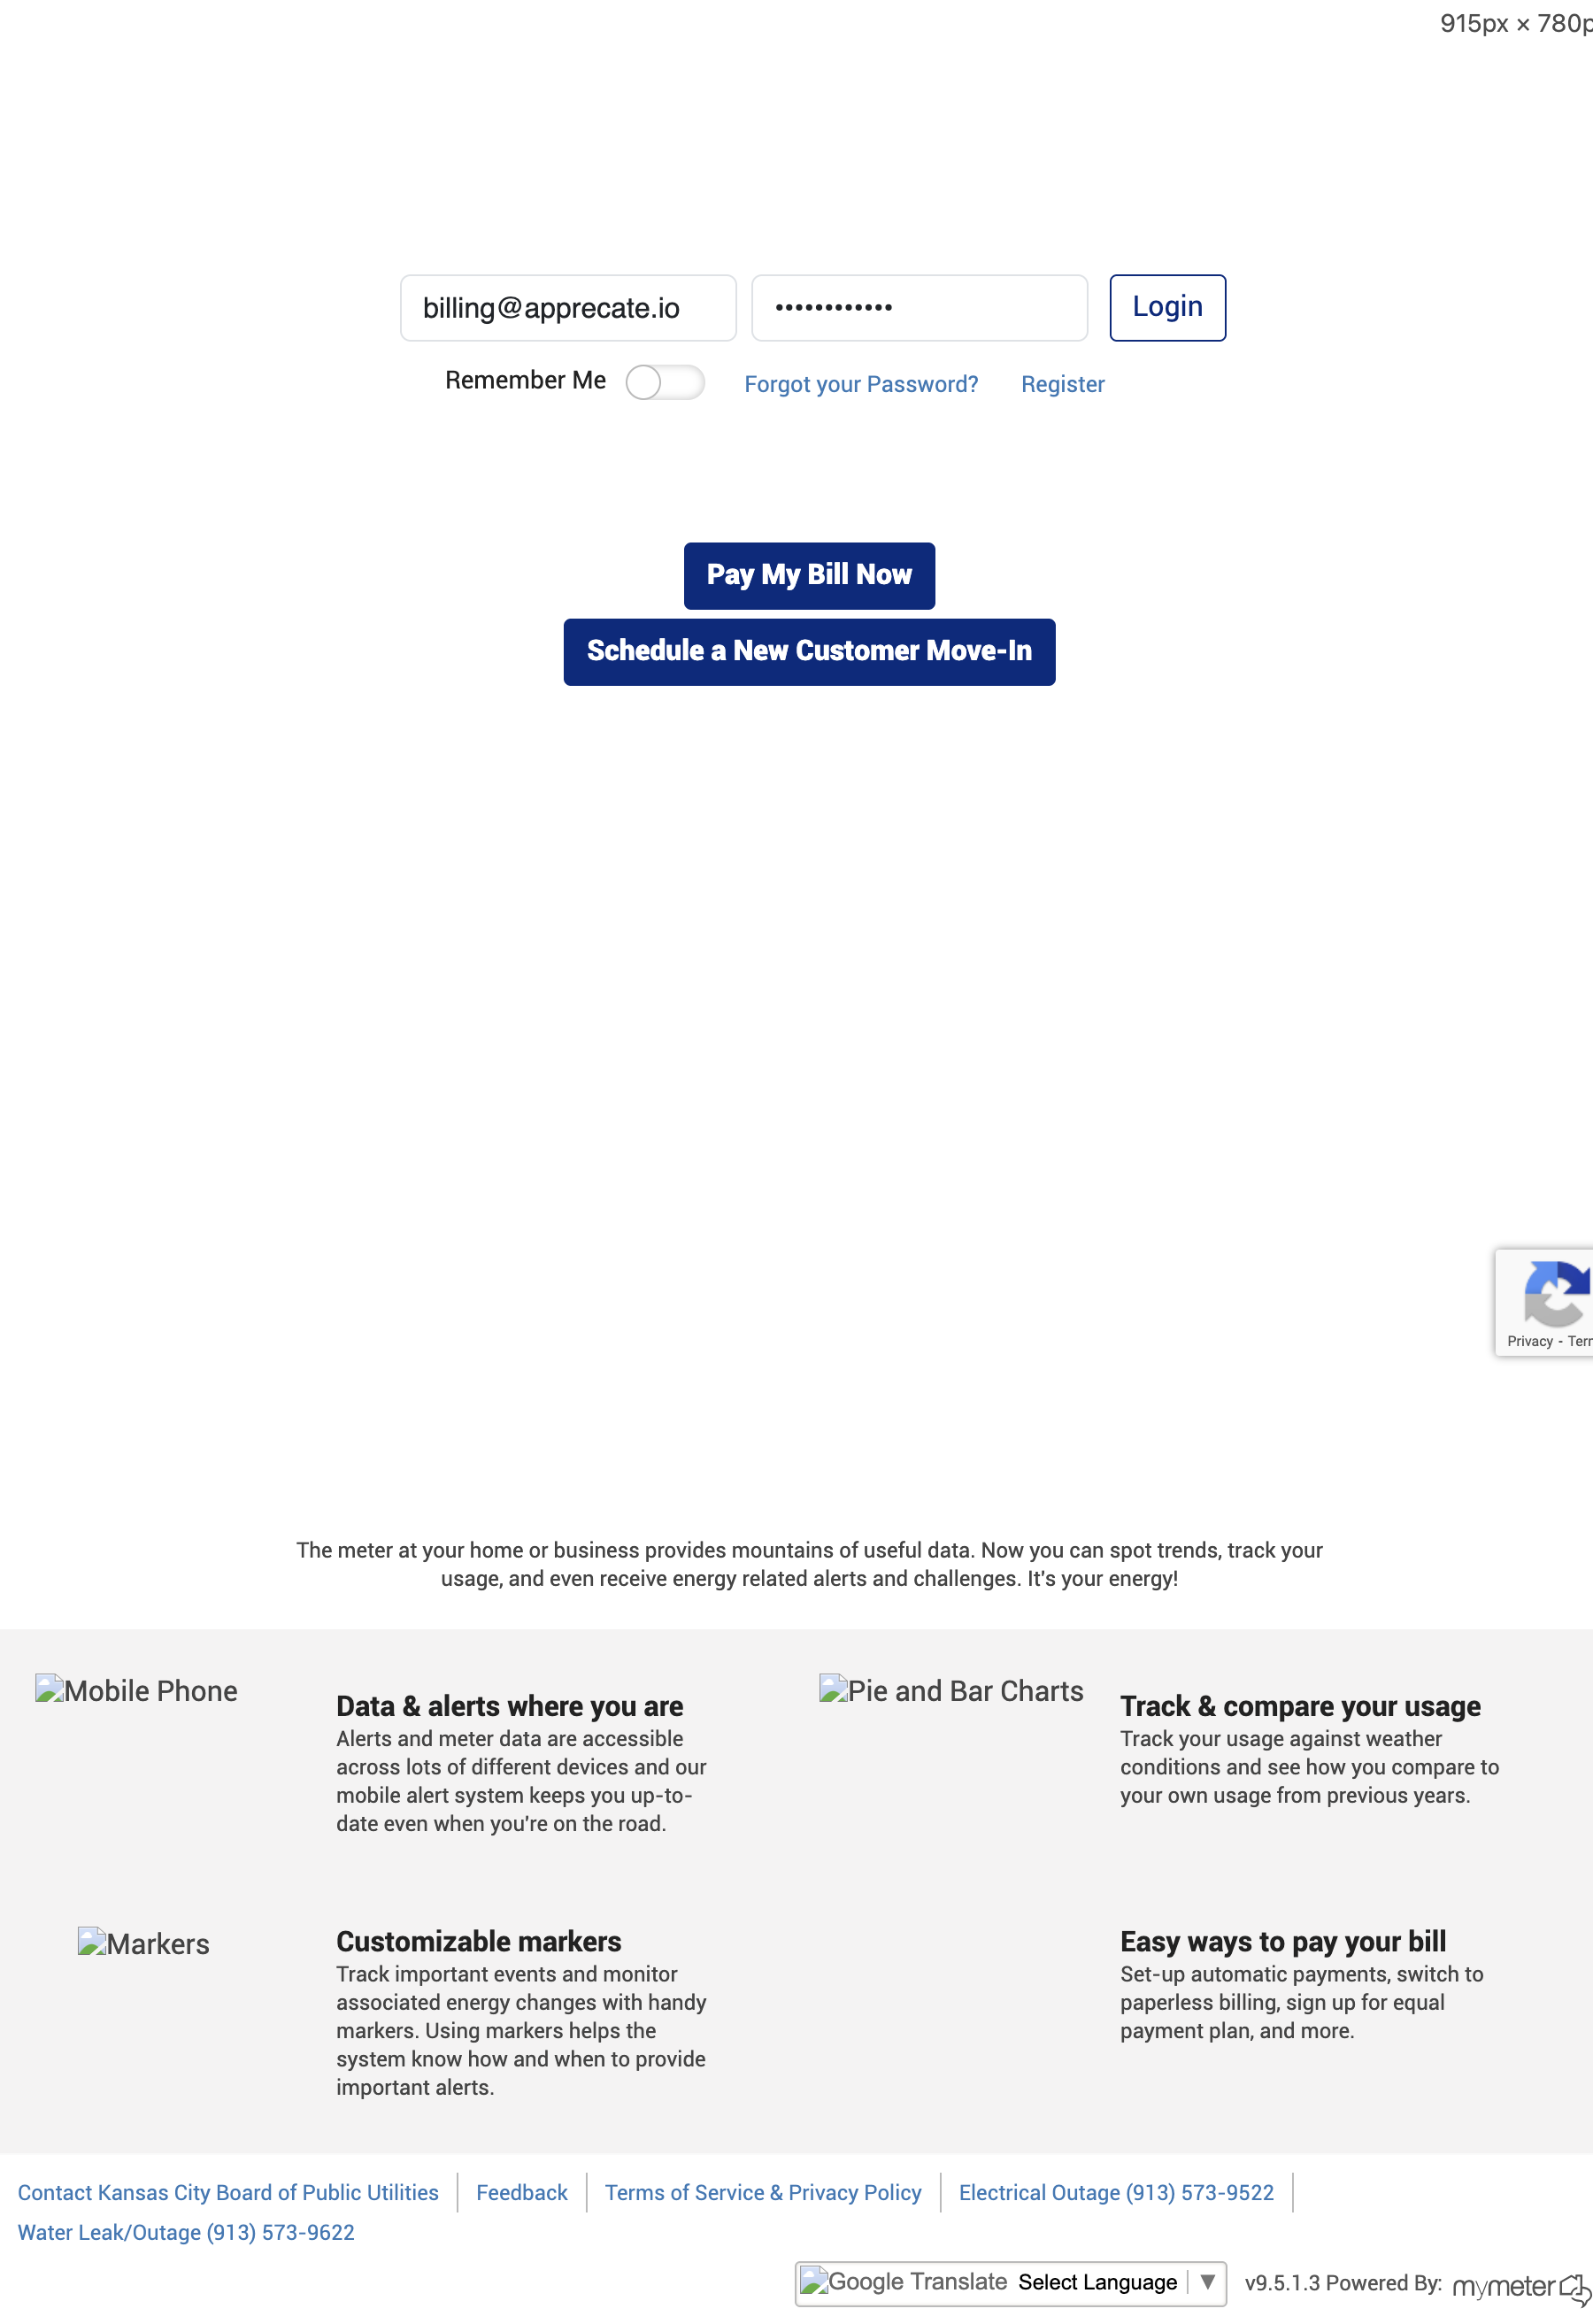 915px × 780p
billing@apprecate.io •••••••••••• Login
Remember Me Forgot your Password? Register
Pay My Bill Now
Schedule a New Customer Move-In
Privacy - Ter
The meter at your home or business provides mountains of useful data. Now you can spot trends, track your
usage, and even receive energy related alerts and challenges. It's your energy!
Mobile Phone
Data & alerts where you are
Alerts and meter data are accessible
across lots of different devices and our
mobile alert system keeps you up-to-
date even when you're on the road.
Pie and Bar Charts
Track & compare your usage
Track your usage against weather
conditions and see how you compare to
your own usage from previous years.
Markers
Customizable markers
Track important events and monitor
associated energy changes with handy
markers. Using markers helps the
system know how and when to provide
important alerts.
Easy ways to pay your bill
Set-up automatic payments, switch to
paperless billing, sign up for equal
payment plan, and more.
Contact Kansas City Board of Public Utilities Feedback Terms of Service & Privacy Policy Electrical Outage (913) 573-9522
Water Leak/Outage (913) 573-9622
Google Translate Select Language ▼ v9.5.1.3 Powered By: mymeter